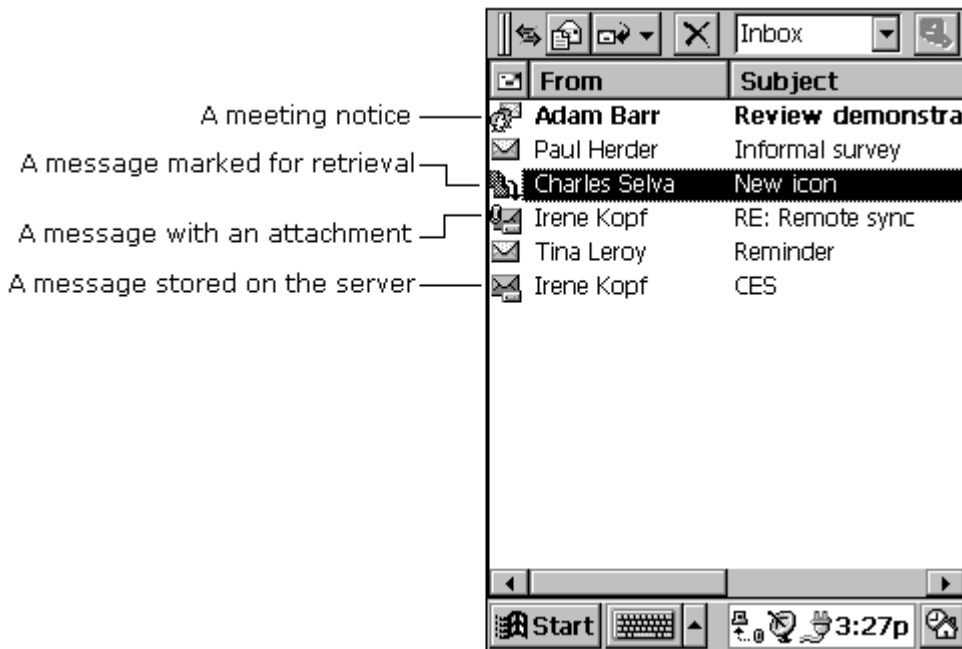 Inbox
From Subject
A meeting notice Adam Barr Review demonstra
Paul Herder Informal survey
A message marked for retrieval Charles Selva New icon
A message with an attachment Irene Kopf RE: Remote sync
Tina Leroy Reminder
A message stored on the server Irene Kopf CES
Start 3:27p